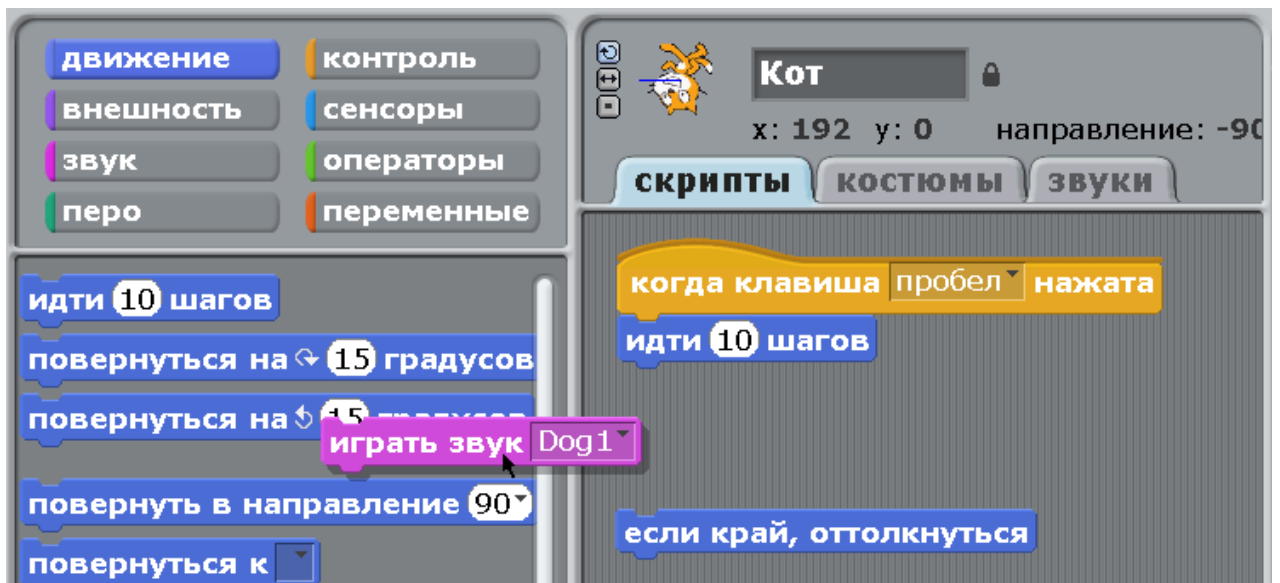 движение контроль
внешность сенсоры
звук операторы
перо переменные
идти 10 шагов
повернуться на 15 градусов
повернуться на 15 градусов
играть звук Dog1
повернуть в направление 90
повернуться к
Кот
x: 192 y: 0 направление: -90
скрипты костюмы звуки
когда клавиша пробел нажата
идти 10 шагов
если край, оттолкнуться